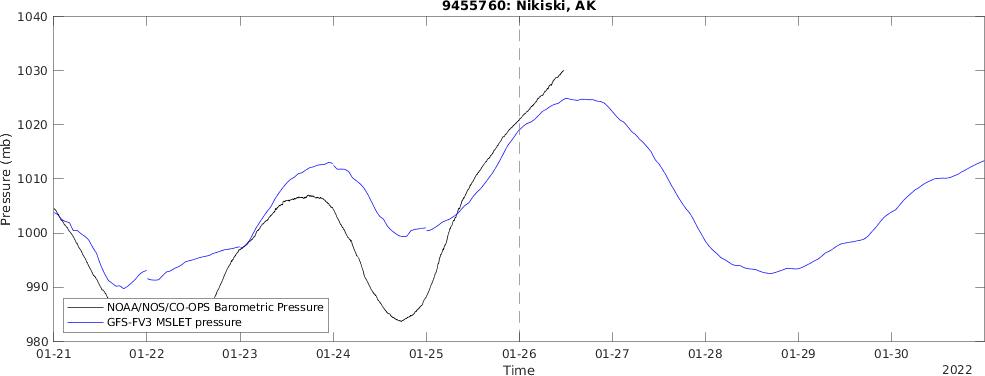 9455760: Nikiski, AK
1040
1030
1020
1010
1000
990
980
Pressure (mb)
NOAA/NOS/CO-OPS Barometric Pressure
GFS-FV3 MSLET pressure
01-21 01-22 01-23 01-24 01-25 01-26 01-27 01-28 01-29 01-30
Time
2022